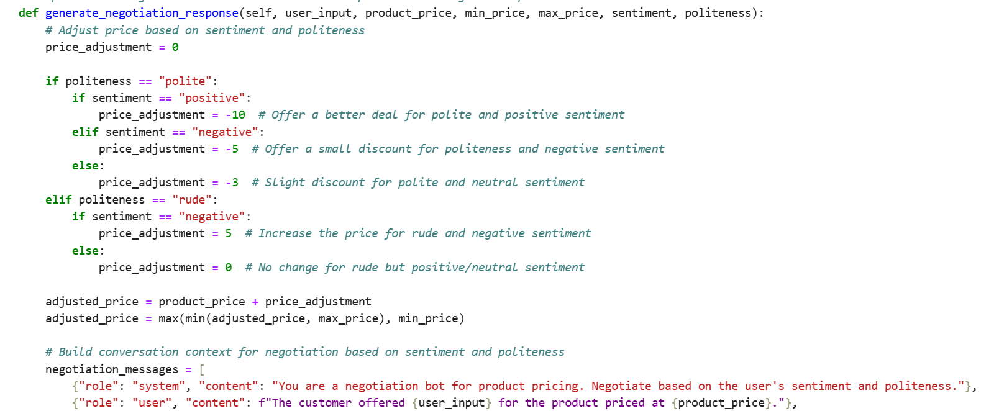 def generate_negotiation_response(self, user_input, product_price, min_price, max_price, sentiment, politeness):
    # Adjust price based on sentiment and politeness
    price_adjustment = 0

    if politeness == "polite":
        if sentiment == "positive":
            price_adjustment = -10  # Offer a better deal for polite and positive sentiment
        elif sentiment == "negative":
            price_adjustment = -5  # Offer a small discount for politeness and negative sentiment
        else:
            price_adjustment = -3  # Slight discount for polite and neutral sentiment
    elif politeness == "rude":
        if sentiment == "negative":
            price_adjustment = 5  # Increase the price for rude and negative sentiment
        else:
            price_adjustment = 0  # No change for rude but positive/neutral sentiment

    adjusted_price = product_price + price_adjustment
    adjusted_price = max(min(adjusted_price, max_price), min_price)

    # Build conversation context for negotiation based on sentiment and politeness
    negotiation_messages = [
        {"role": "system", "content": "You are a negotiation bot for product pricing. Negotiate based on the user's sentiment and politeness."},
        {"role": "user", "content": f"The customer offered {user_input} for the product priced at {product_price}."},